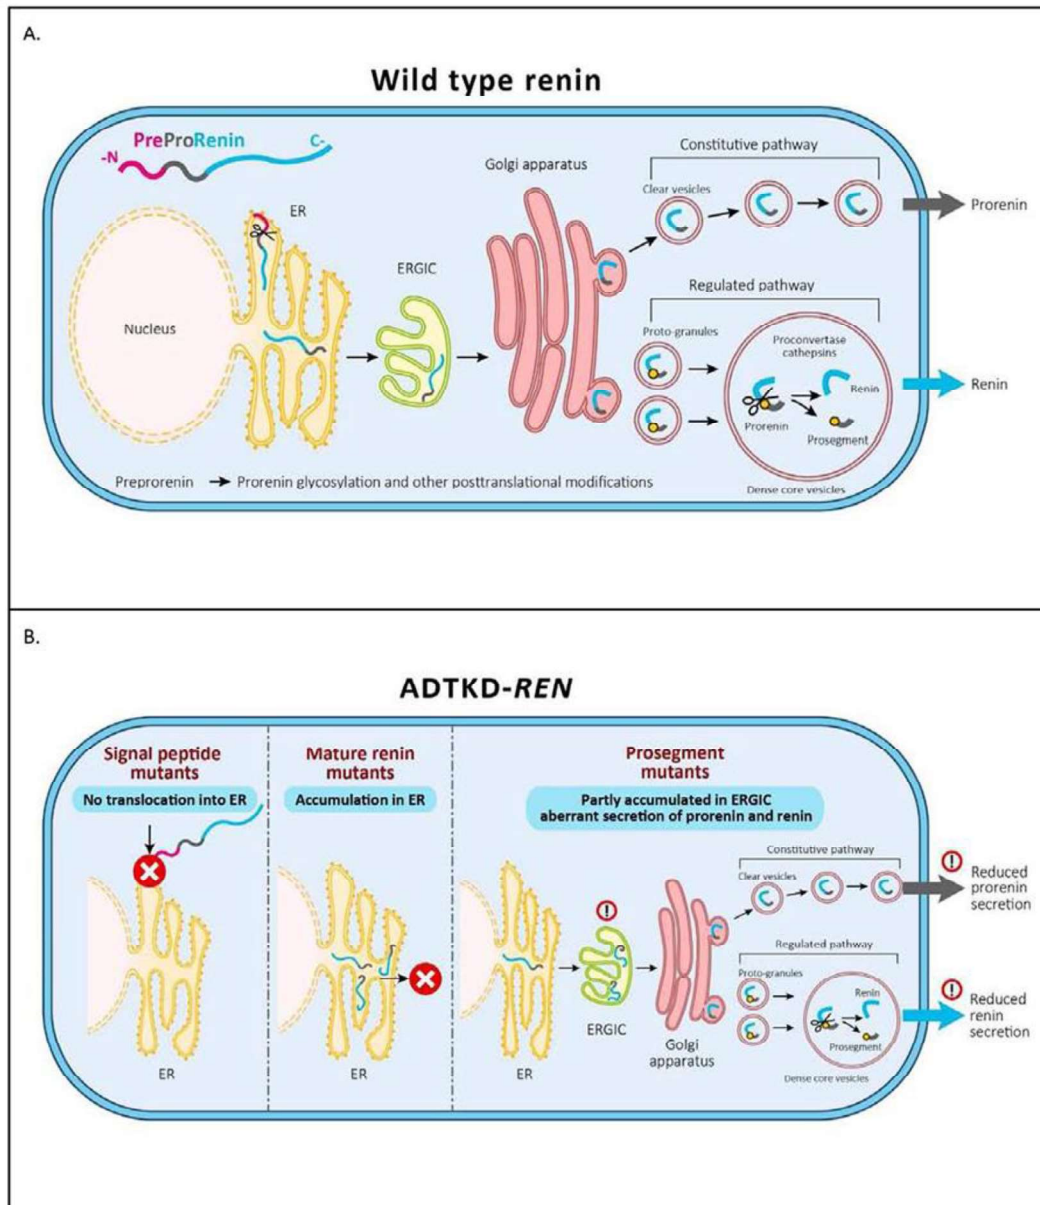 A.
Wild type renin
PreProRenin
-N
C-
ER
Nucleus
ERGIC
Golgi apparatus
Constitutive pathway
Clear vesicles
Prorenin
Regulated pathway
Proto-granules
Proconvertase
cathepsins
Renin
Prorenin
Prosegment
Dense core vesicles
Renin
Preprorenin
Prorenin glycosylation and other posttranslational modifications
B.
ADTKD-REN
Signal peptide
mutants
No translocation into ER
ER
Mature renin
mutants
Accumulation in ER
ER
Prosegment
mutants
Partly accumulated in ERGIC
aberrant secretion of prorenin and renin
ER
!
ERGIC
Golgi
apparatus
Constitutive pathway
Clear vesicles
!
Reduced
prorenin
secretion
Regulated pathway
Proto-granules
Renin
Prosegment
Dense core vesicles
!
Reduced
renin
secretion